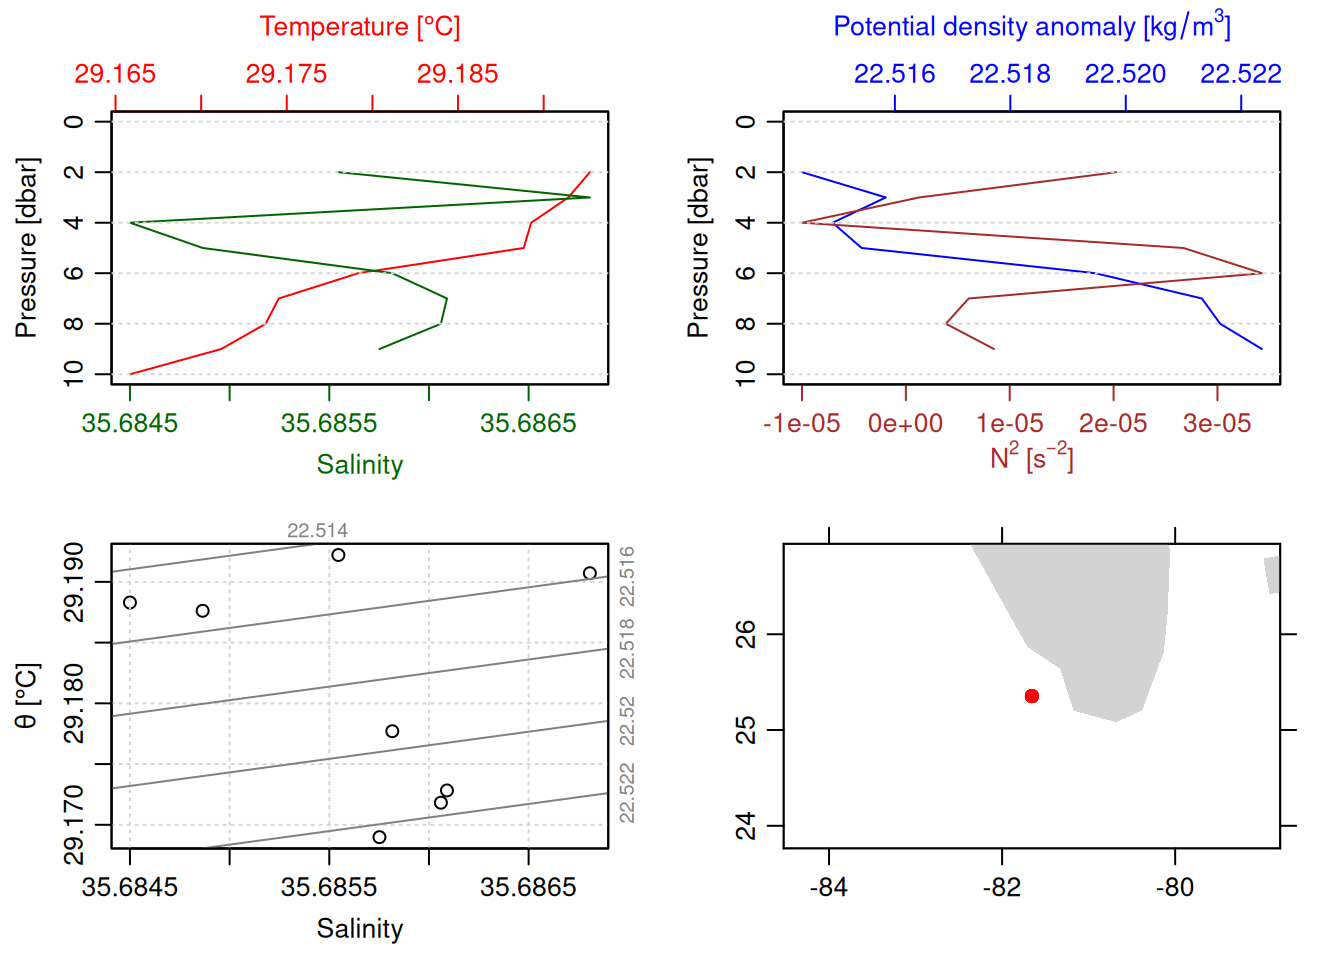 Temperature [°C]
29.165 29.175 29.185
0
2
4
6
8
10
Pressure [dbar]
35.6845 35.6855 35.6865
Salinity
Potential density anomaly [kg/m³]
22.516 22.518 22.520 22.522
0
2
4
6
8
10
Pressure [dbar]
-1e-05 0e+00 1e-05 2e-05 3e-05
N² [s⁻²]
22.514
22.516
22.518
22.52
22.522
29.190
29.180
29.170
θ [°C]
35.6845 35.6855 35.6865
Salinity
26
25
24
-84 -82 -80